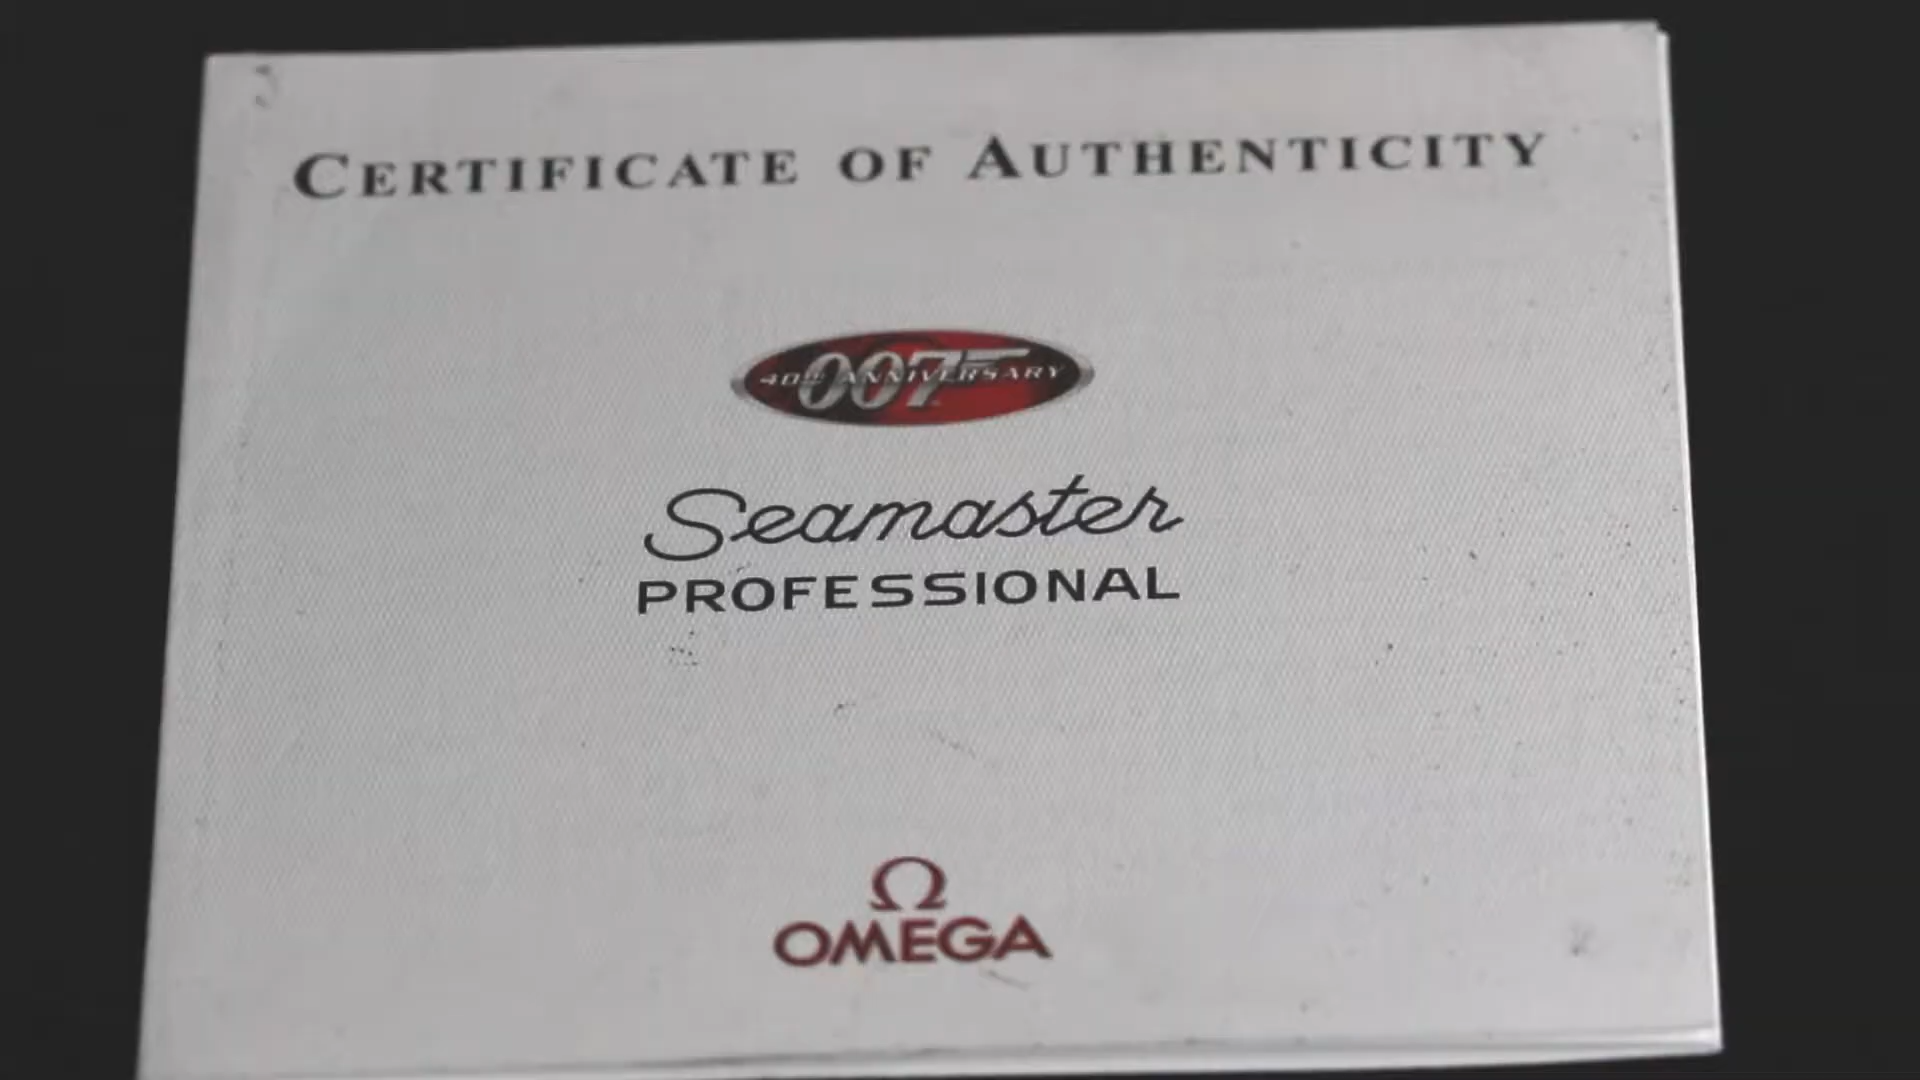 CERTIFICATE OF AUTHENTICITY
007
40TH ANNIVERSARY
Seamaster
PROFESSIONAL
Ω
OMEGA